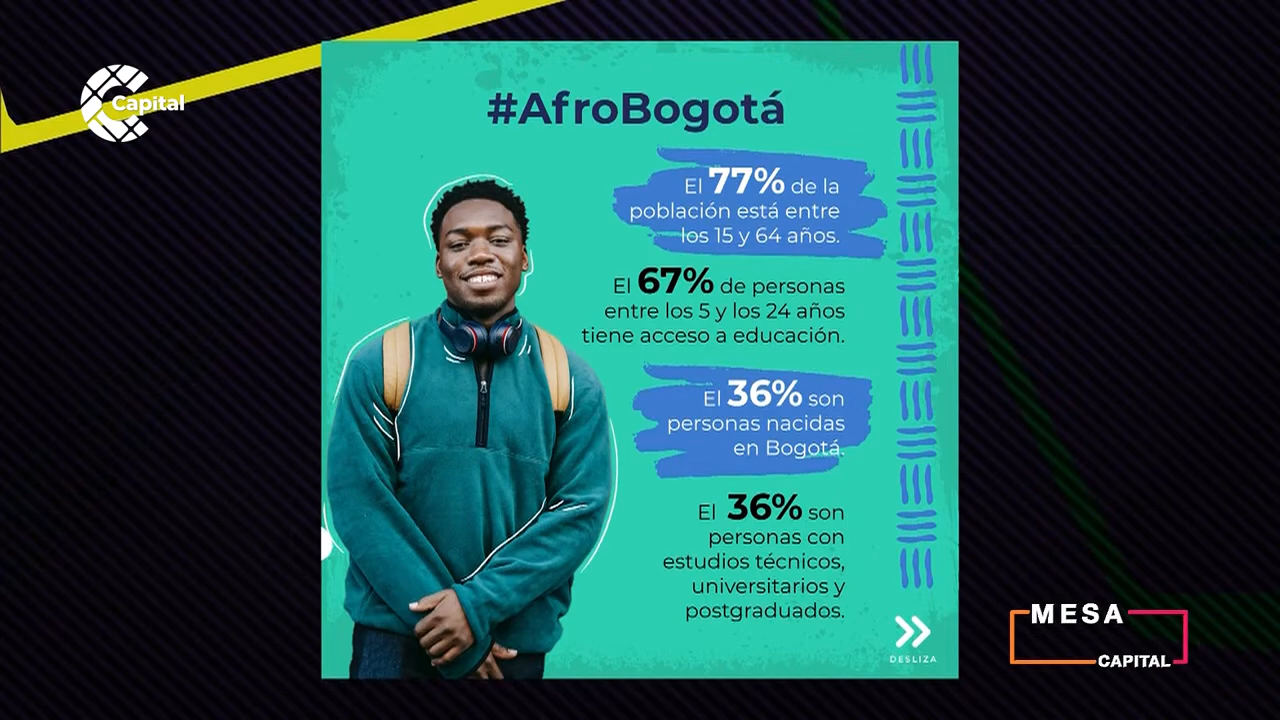 Capital
#AfroBogotá
El 77% de la
población está entre
los 15 y 64 años.
El 67% de personas
entre los 5 y los 24 años
tiene acceso a educación.
El 36% son
personas nacidas
en Bogotá.
El 36% son
personas con
estudios técnicos,
universitarios y
postgraduados.
DESLIZA
MESA
CAPITAL